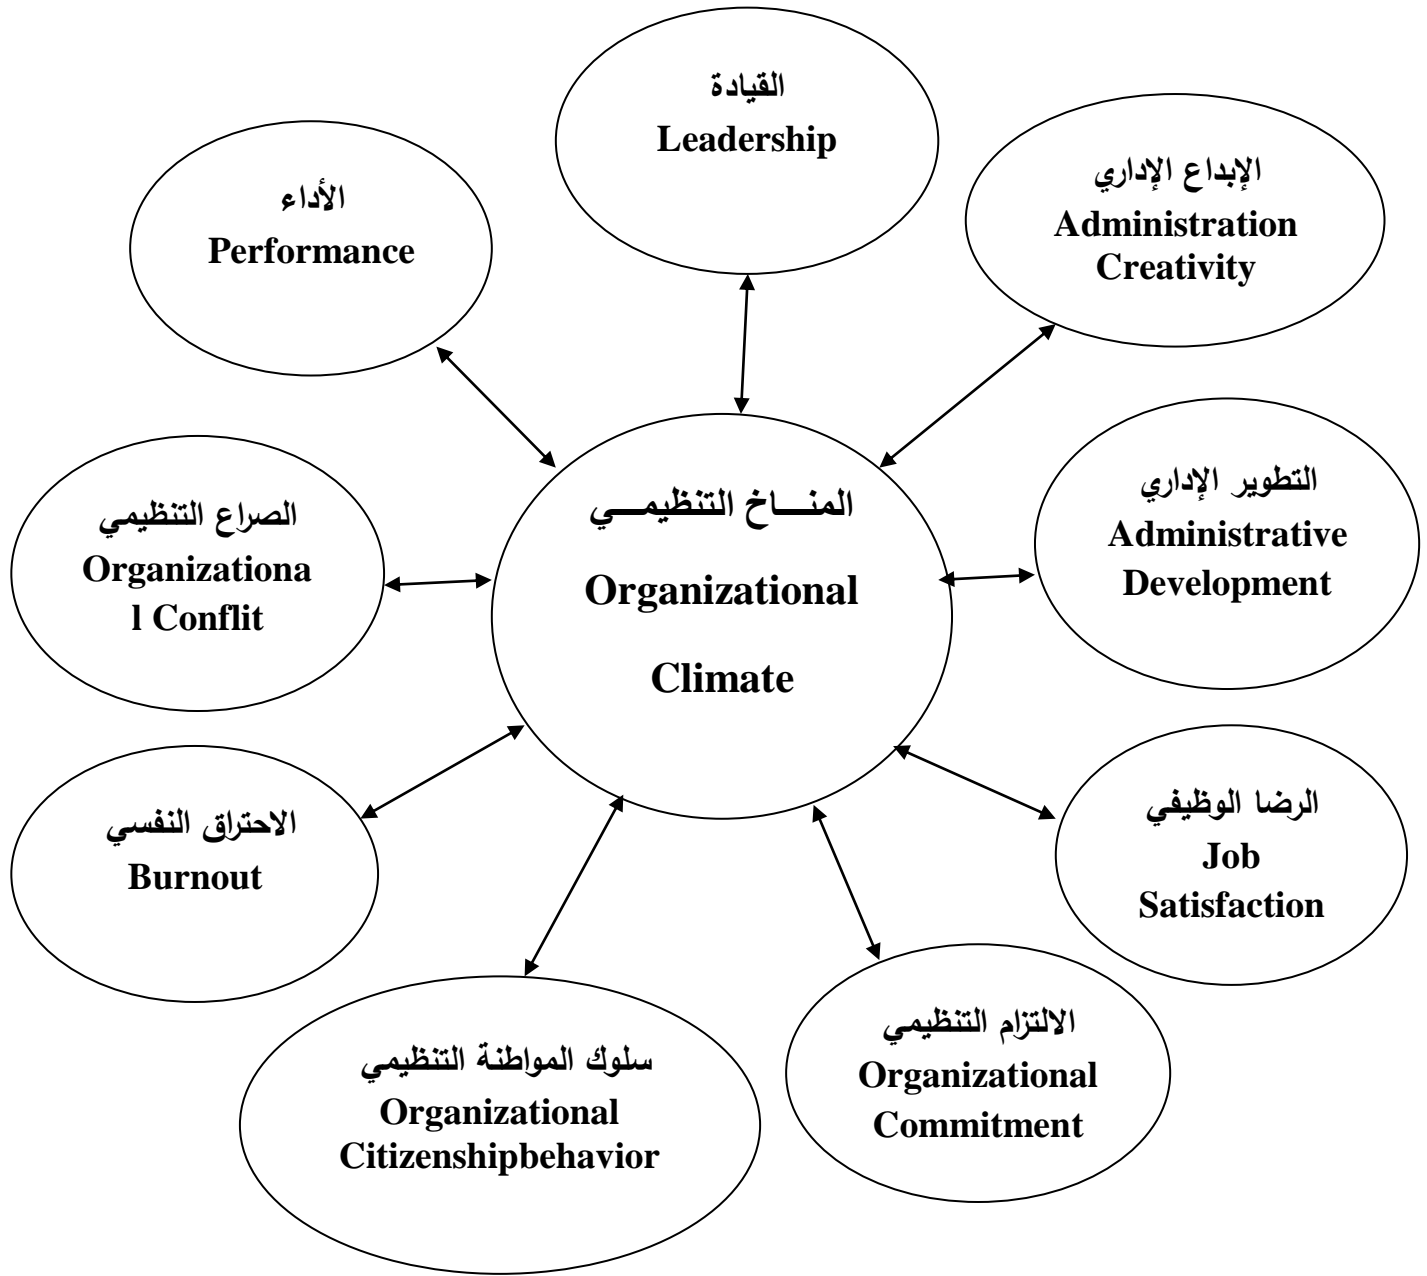 القيادة
Leadership
الإبداع الإداري
Administration
Creativity
الأداء
Performance
التطوير الإداري
Administrative
Development
المنـــاخ التنظيمـــي
Organizational
Climate
الصراع التنظيمي
Organizationa
l Conflit
الرضا الوظيفي
Job
Satisfaction
الاحتراق النفسي
Burnout
الالتزام التنظيمي
Organizational
Commitment
سلوك المواطنة التنظيمي
Organizational
Citizenshipbehavior